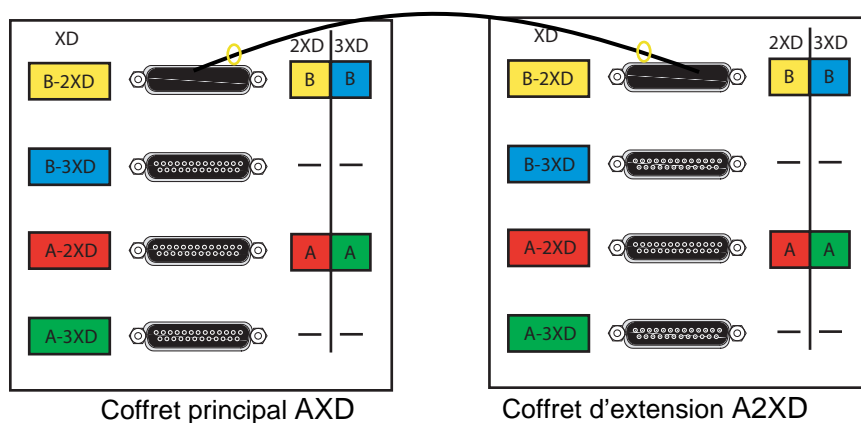 XD 2XD 3XD
B-2XD B B
B-3XD — —
A-2XD A A
A-3XD — —
Coffret principal AXD
XD 2XD 3XD
B-2XD B B
B-3XD — —
A-2XD A A
A-3XD — —
Coffret d'extension A2XD